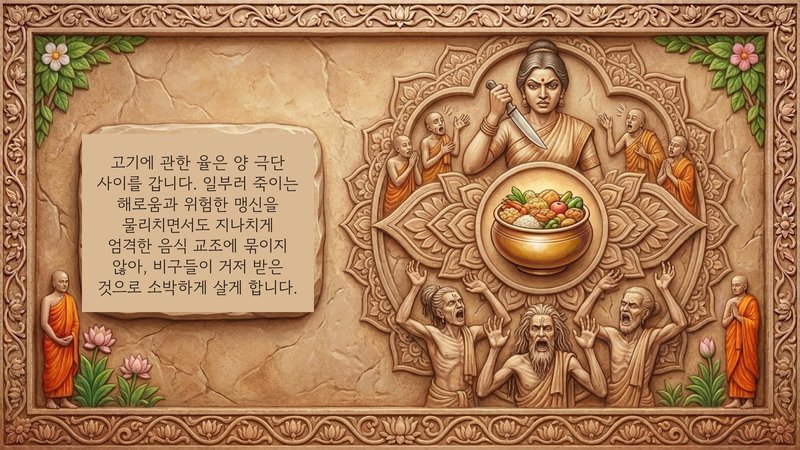 고기에 관한 율은 양 극단
사이를 갑니다. 일부러 죽이는
해로움과 위험한 맹신을
물리치면서도 지나치게
엄격한 음식 교조에 묶이지
않아, 비구들이 거저 받은
것으로 소박하게 살게 합니다.